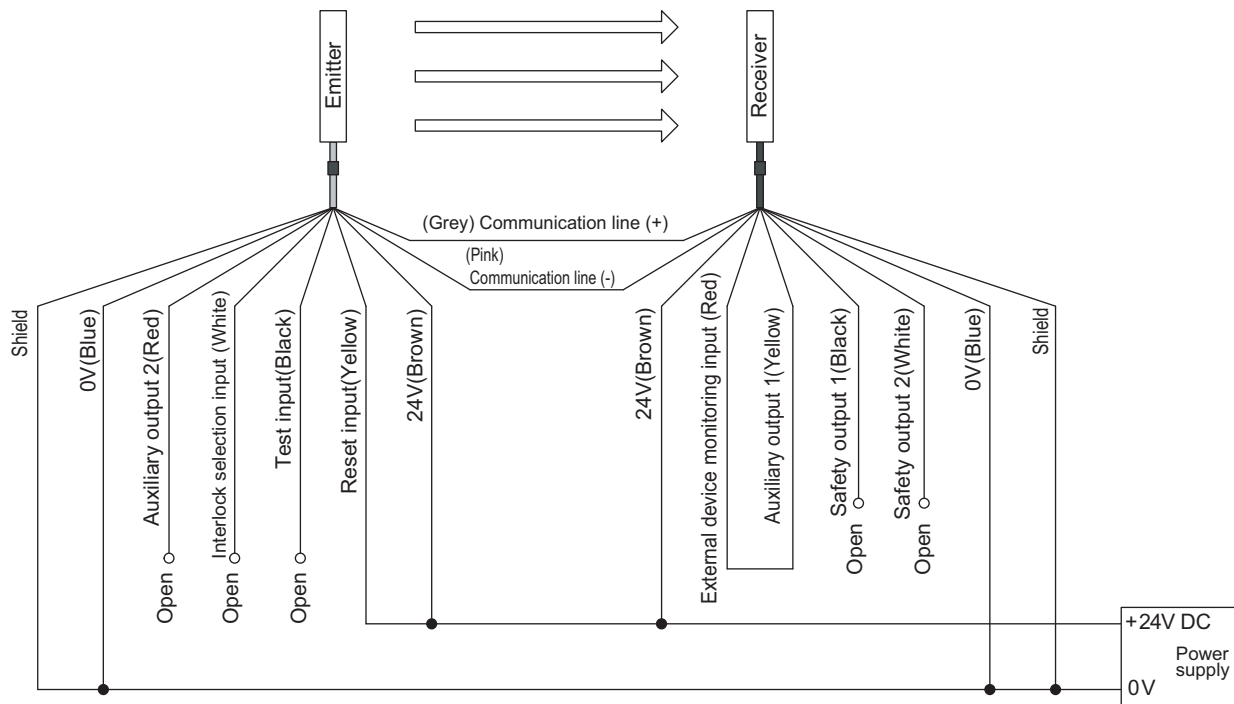 Emitter
Receiver
(Grey) Communication line (+)
(Pink)
Communication line (-)
Shield
0V(Blue)
Auxiliary output 2(Red)
Interlock selection input (White)
Test input(Black)
Reset input(Yellow)
24V(Brown)
24V(Brown)
External device monitoring input (Red)
Auxiliary output 1(Yellow)
Safety output 1(Black)
Safety output 2(White)
0V(Blue)
Shield
Open
Open
Open
Open
Open
+24V DC
Power
supply
0V